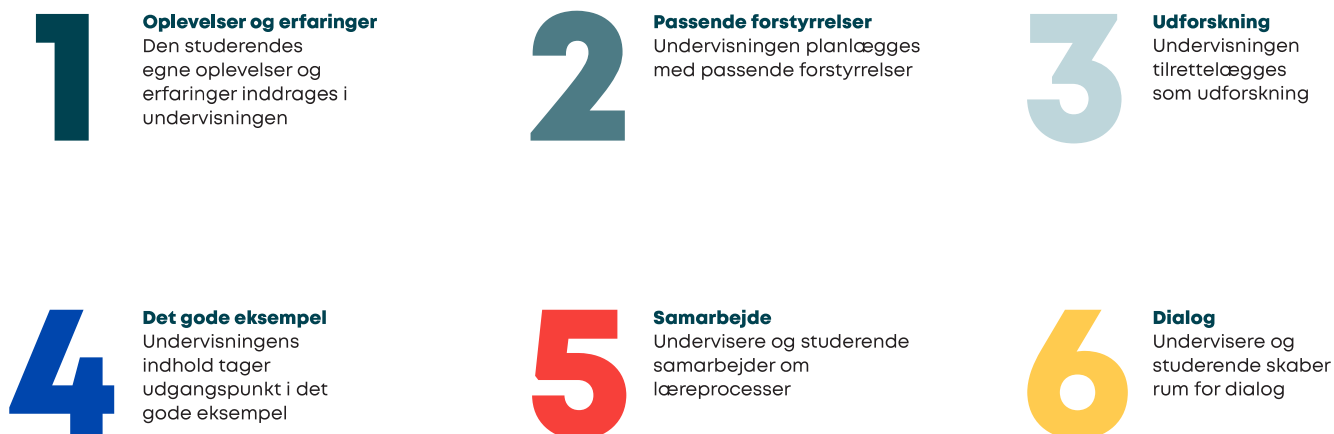 1
Oplevelser og erfaringer
Den studerendes
egne oplevelser og
erfaringer inddrages i
undervisningen
2
Passende forstyrrelser
Undervisningen planlægges
med passende forstyrrelser
3
Udforskning
Undervisningen
tilrettelægges
som udforskning
4
Det gode eksempel
Undervisningens
indhold tager
udgangspunkt i det
gode eksempel
5
Samarbejde
Undervisere og studerende
samarbejder om
læreprocesser
6
Dialog
Undervisere og
studerende skaber
rum for dialog